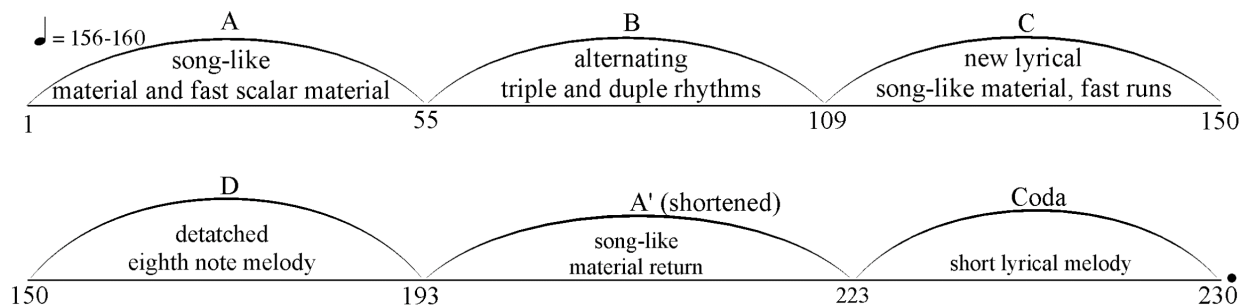 ♩ = 156-160
A
song-like
material and fast scalar material
B
alternating
triple and duple rhythms
C
new lyrical
song-like material, fast runs
1
55
109
150
D
detatched
eighth note melody
A' (shortened)
song-like
material return
Coda
short lyrical melody
150
193
223
230